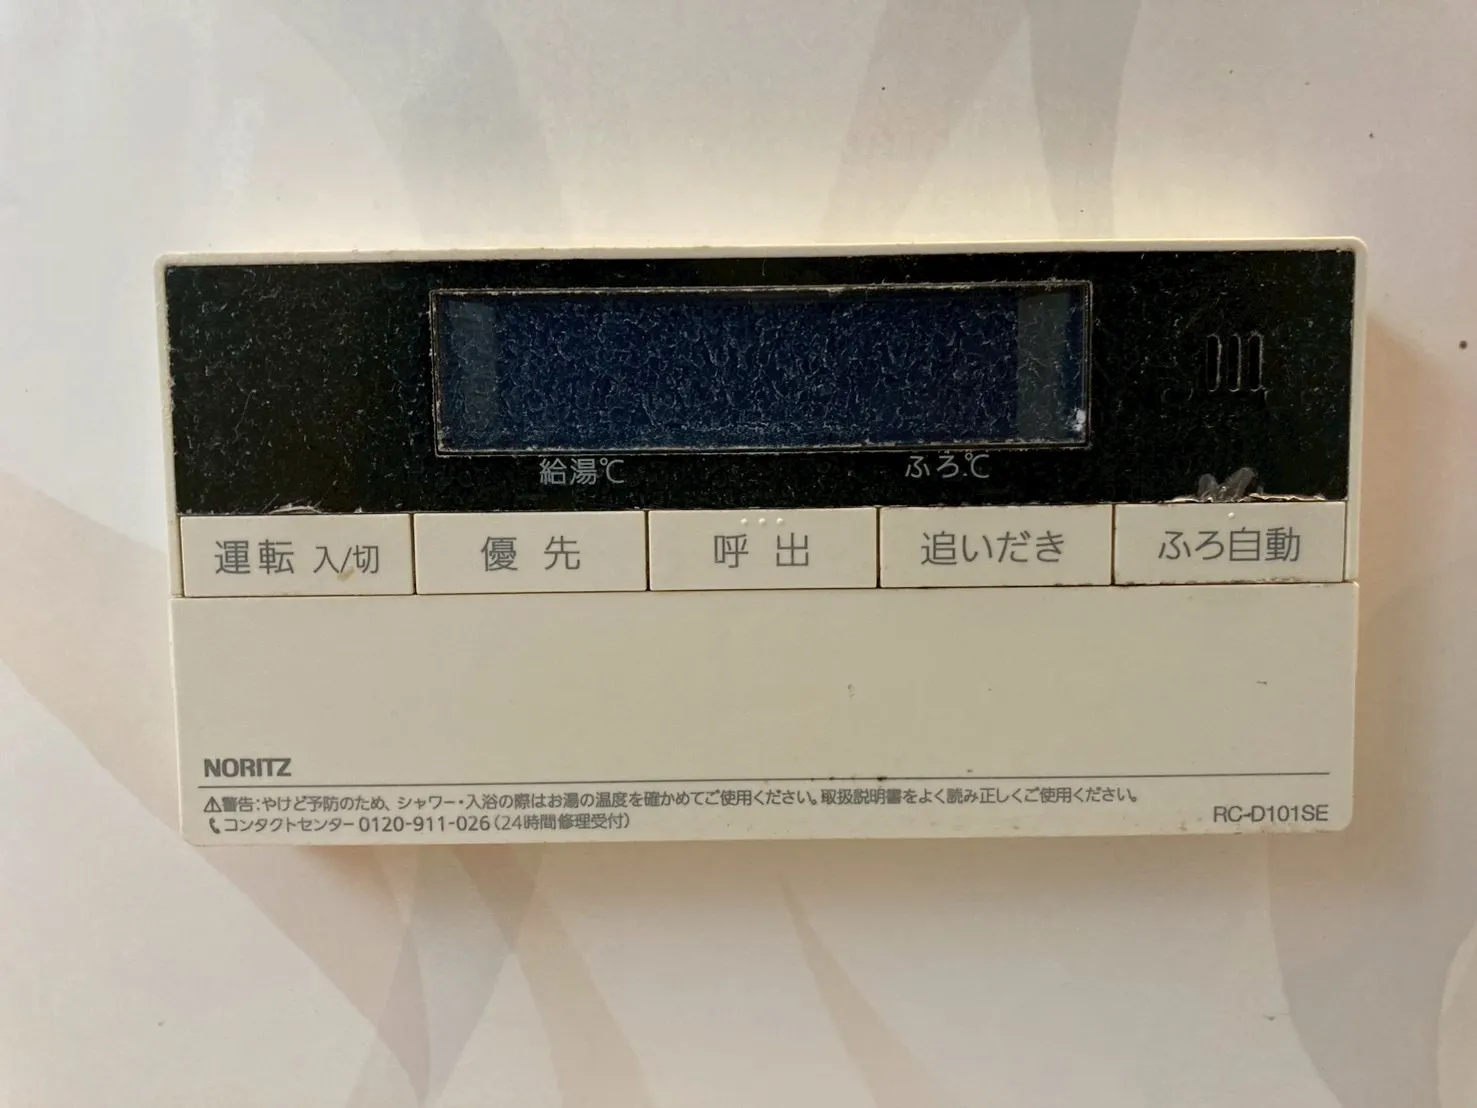 給湯℃ ふろ℃
運転 入/切 優先 呼出 追いだき ふろ自動
NORITZ
⚠警告:やけど予防のため、シャワー・入浴の際はお湯の温度を確かめてご使用ください。取扱説明書をよく読み正しくご使用ください。
コンタクトセンター 0120-911-026(24時間修理受付)
RC-D101SE